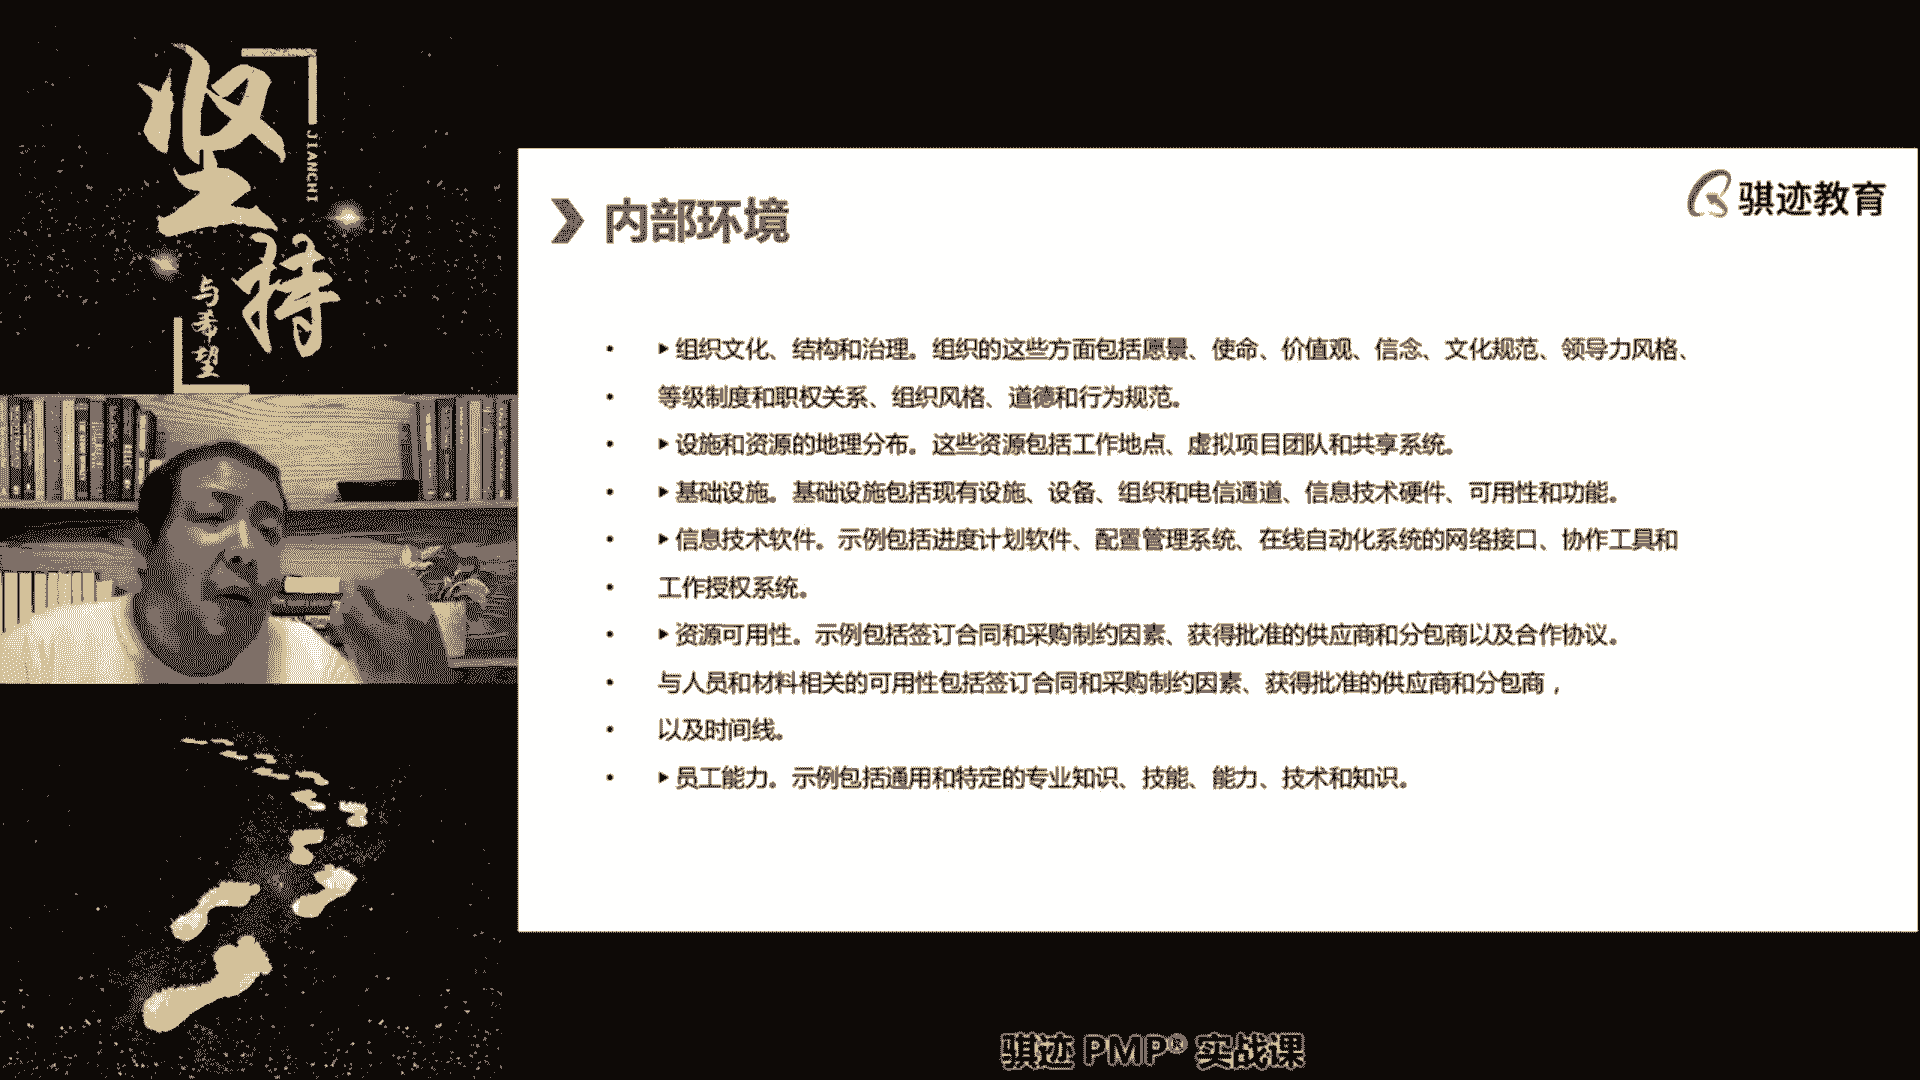 坚持
JIANCHI
与希望
骐迹教育
内部环境
• ▸组织文化、结构和治理。组织的这些方面包括愿景、使命、价值观、信念、文化规范、领导力风格、
• 等级制度和职权关系、组织风格、道德和行为规范。
• ▸设施和资源的地理分布。这些资源包括工作地点、虚拟项目团队和共享系统。
• ▸基础设施。基础设施包括现有设施、设备、组织和电信通道、信息技术硬件、可用性和功能。
• ▸信息技术软件。示例包括进度计划软件、配置管理系统、在线自动化系统的网络接口、协作工具和
• 工作授权系统。
• ▸资源可用性。示例包括签订合同和采购制约因素、获得批准的供应商和分包商以及合作协议。
• 与人员和材料相关的可用性包括签订合同和采购制约因素、获得批准的供应商和分包商，
• 以及时间线。
• ▸员工能力。示例包括通用和特定的专业知识、技能、能力、技术和知识。
骐迹 PMP® 实战课